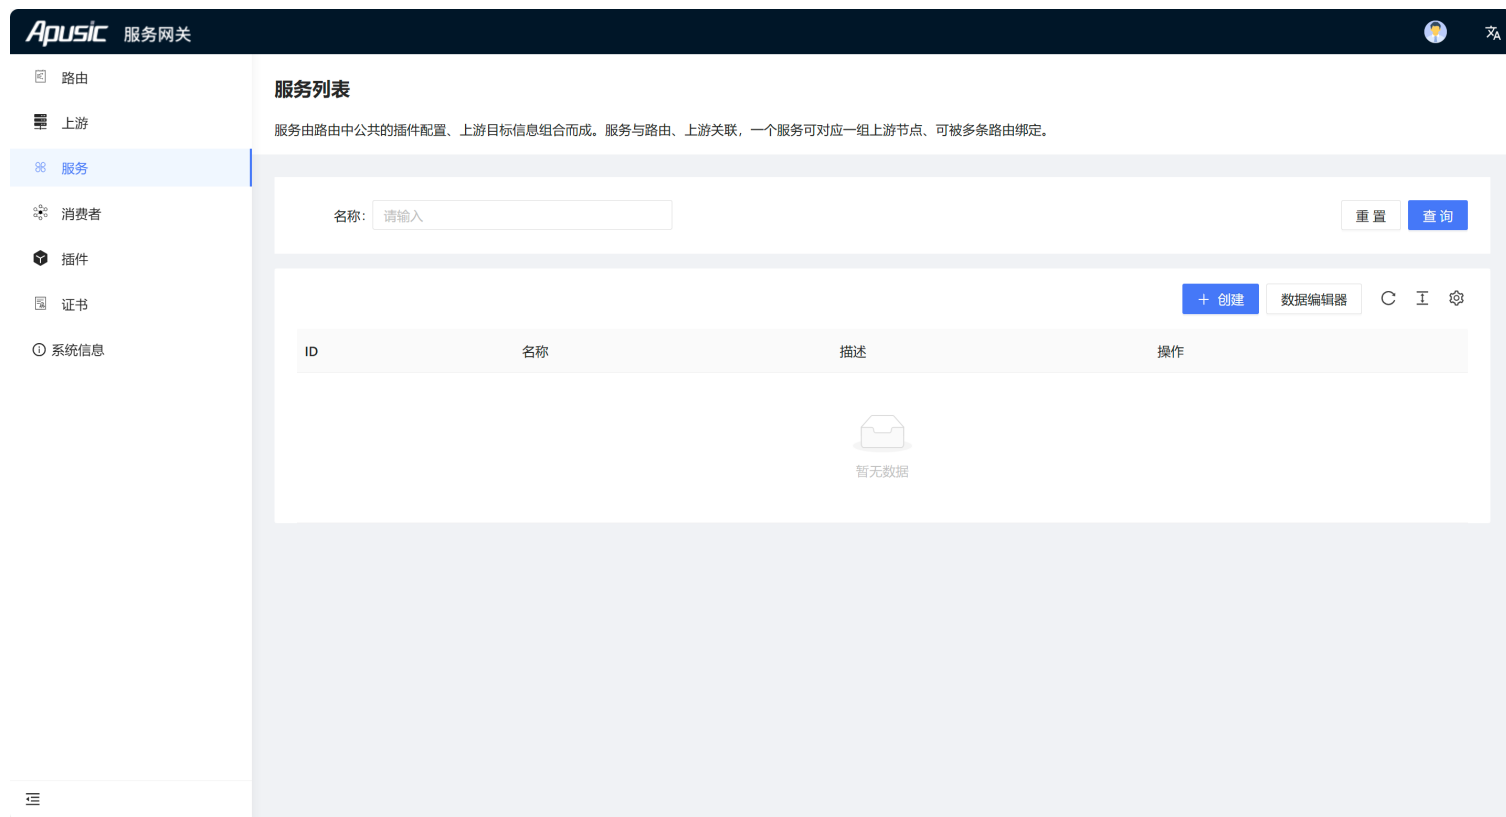 Apusic 服务网关
路由
上游
服务
消费者
插件
证书
系统信息
服务列表
服务由路由中公共的插件配置、上游目标信息组合而成。服务与路由、上游关联，一个服务可对应一组上游节点、可被多条路由绑定。
名称: 请输入 重 置 查 询
+ 创建 数据编辑器
ID 名称 描述 操作
暂无数据